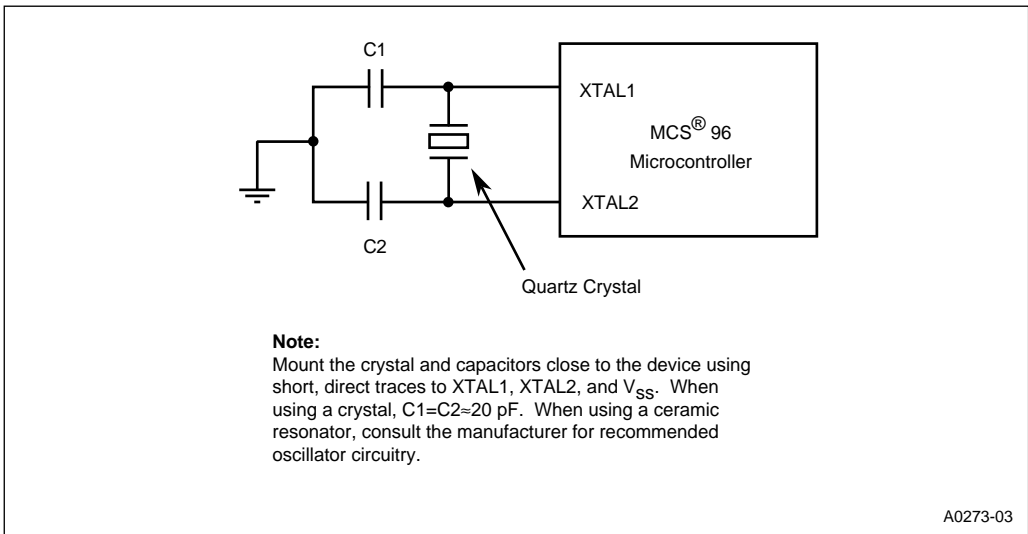 C1
XTAL1
MCS® 96
Microcontroller
XTAL2
C2
Quartz Crystal
Note:
Mount the crystal and capacitors close to the device using
short, direct traces to XTAL1, XTAL2, and VSS. When
using a crystal, C1=C2≈20 pF. When using a ceramic
resonator, consult the manufacturer for recommended
oscillator circuitry.
A0273-03